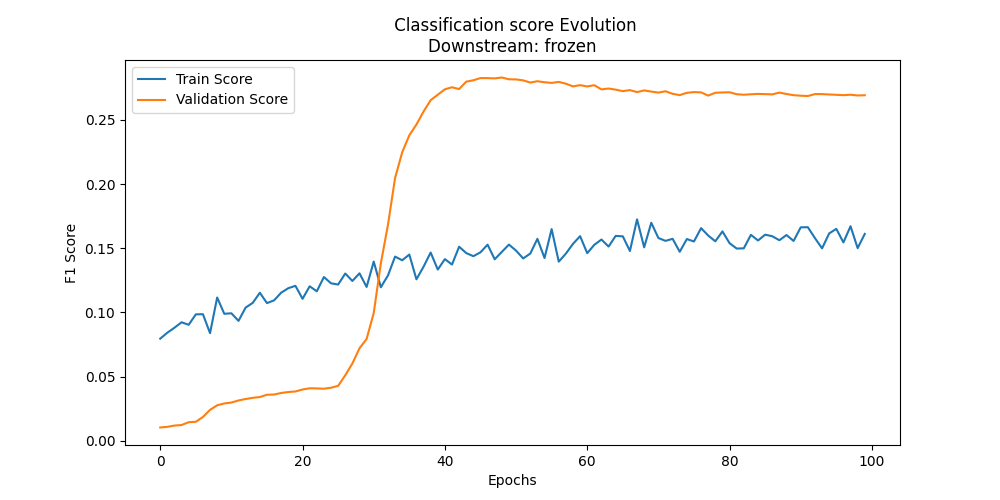 Classification score Evolution
Downstream: frozen
Train Score
Validation Score
F1 Score
0.25
0.20
0.15
0.10
0.05
0.00
0 20 40 60 80 100
Epochs